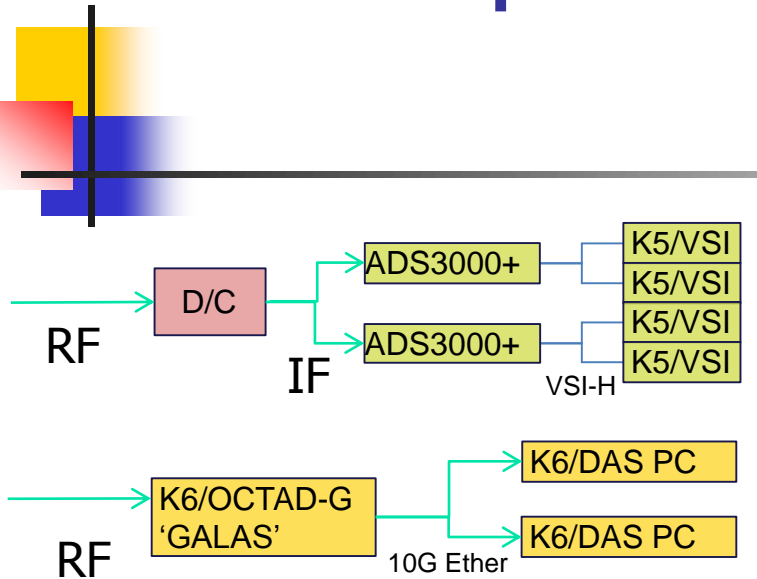 RF
D/C
IF
ADS3000+
ADS3000+
VSI-H
K5/VSI
K5/VSI
K5/VSI
K5/VSI
RF
K6/OCTAD-G
‘GALAS’
10G Ether
K6/DAS PC
K6/DAS PC